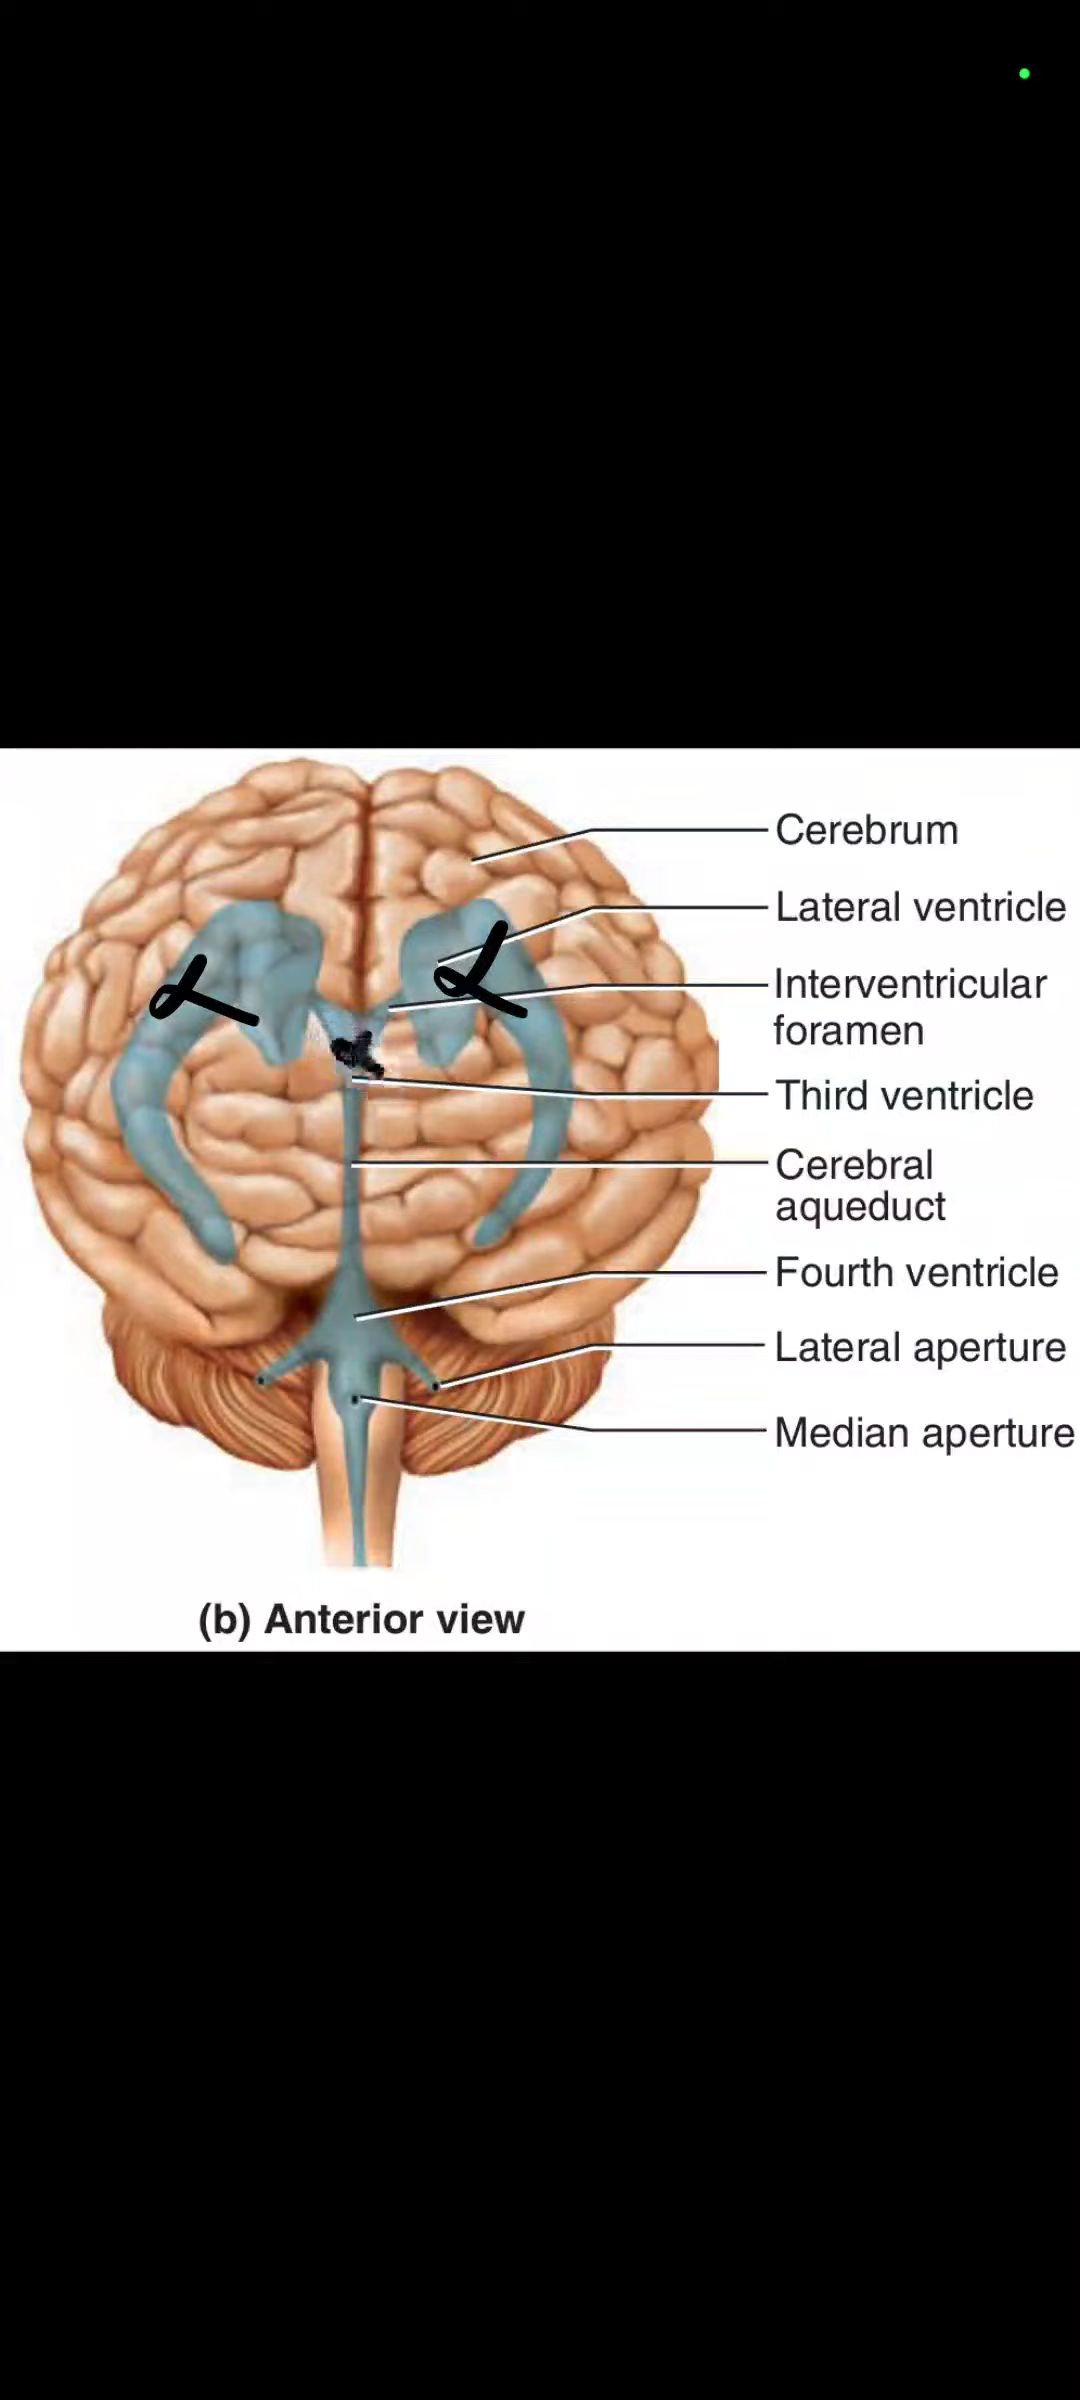 Cerebrum
Lateral ventricle
Interventricular
foramen
Third ventricle
Cerebral
aqueduct
Fourth ventricle
Lateral aperture
Median aperture
(b) Anterior view